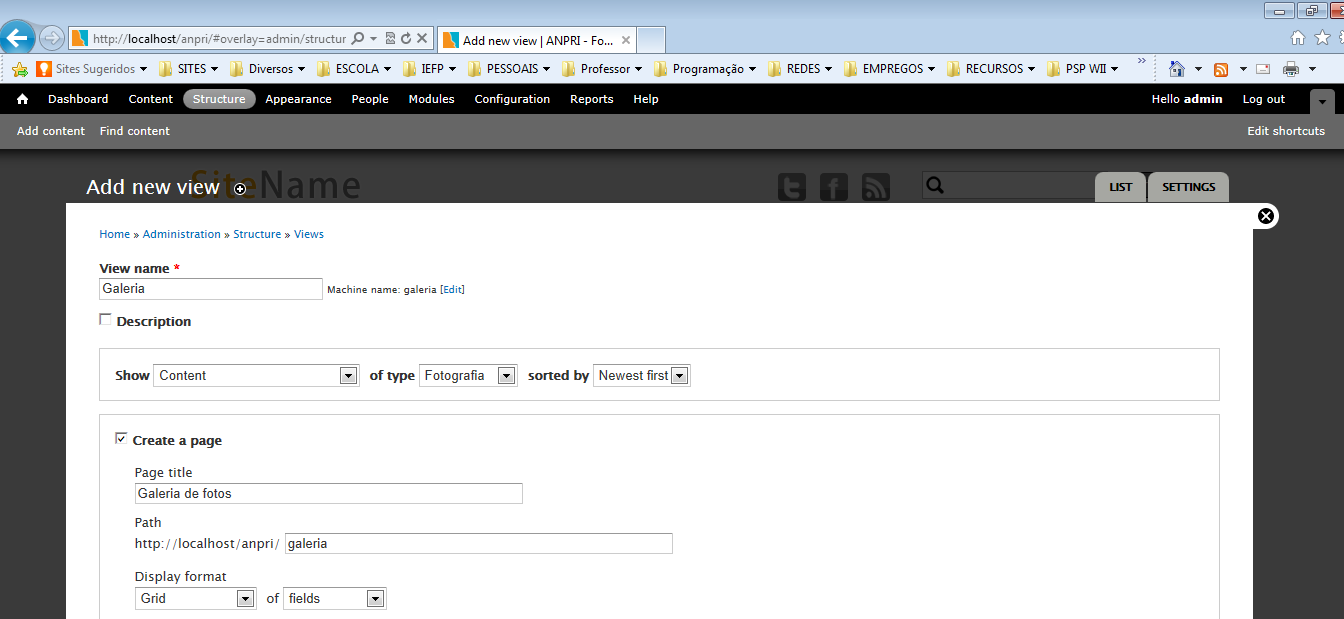 http://localhost/anpri/#overlay=admin/structur
Add new view | ANPRI - Fo...
Sites Sugeridos SITES Diversos ESCOLA IEFP PESSOAIS Professor Programação REDES EMPREGOS RECURSOS PSP WII »
Dashboard Content Structure Appearance People Modules Configuration Reports Help Hello admin Log out
Add content Find content Edit shortcuts
SiteName
Add new view LIST SETTINGS
Home » Administration » Structure » Views
View name *
Galeria Machine name: galeria [Edit]
Description
Show Content of type Fotografia sorted by Newest first
Create a page
Page title
Galeria de fotos
Path
http://localhost/anpri/ galeria
Display format
Grid of fields